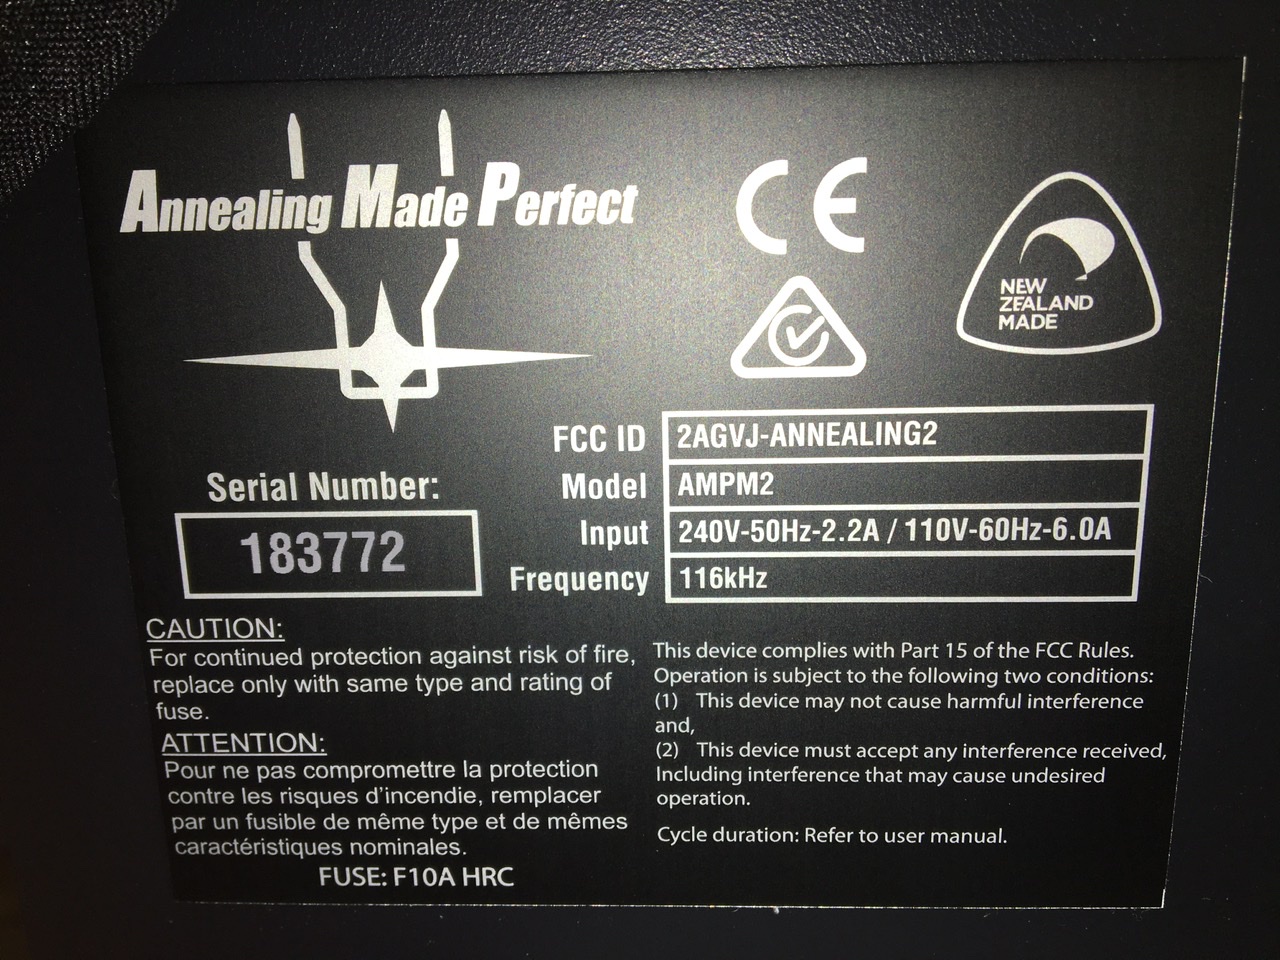 Annealing Made Perfect
CE
NEW
ZEALAND
MADE
FCC ID 2AGVJ-ANNEALING2
Model AMPM2
Input 240V-50Hz-2.2A / 110V-60Hz-6.0A
Frequency 116kHz
Serial Number:
183772
CAUTION:
For continued protection against risk of fire,
replace only with same type and rating of
fuse.
ATTENTION:
Pour ne pas compromettre la protection
contre les risques d'incendie, remplacer
par un fusible de même type et de mêmes
caractéristiques nominales.
FUSE: F10A HRC
This device complies with Part 15 of the FCC Rules.
Operation is subject to the following two conditions:
(1) This device may not cause harmful interference
and,
(2) This device must accept any interference received,
Including interference that may cause undesired
operation.
Cycle duration: Refer to user manual.